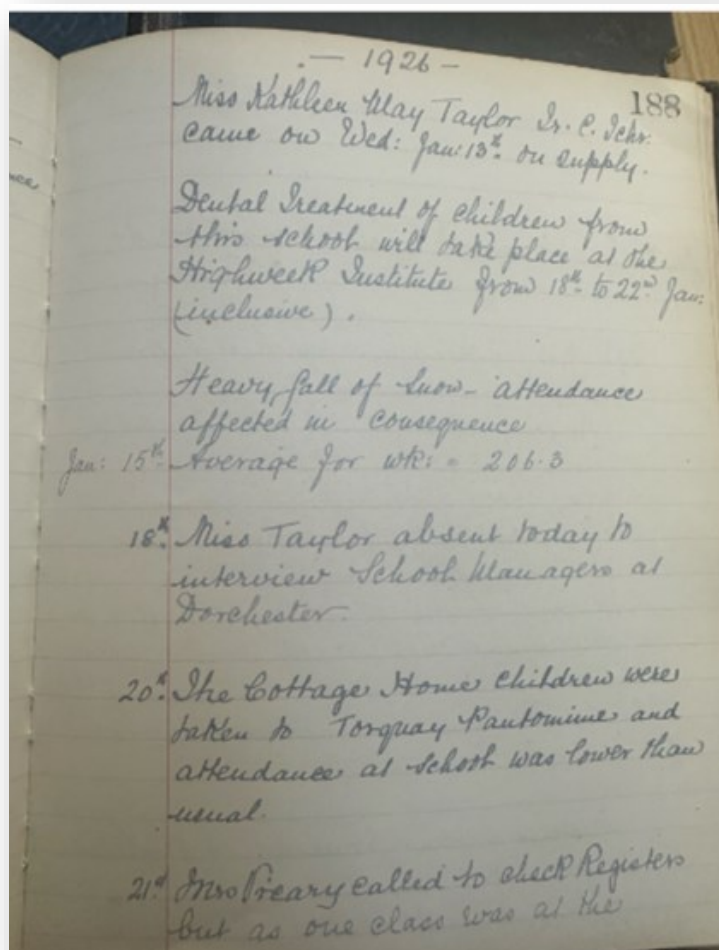 — 1926 —
188
Miss Kathleen May Taylor Tr. C. Tchr.
came on Wed: Jan: 13th on supply.
Dental Treatment of children from
this school will take place at the
Highweek Institute from 18th to 22nd Jan:
(inclusive).
Heavy fall of snow - attendance
affected in consequence
Jan: 15th Average for wk: = 206.3
18th Miss Taylor absent today to
interview School Managers at
Dorchester.
20th The Cottage Home children were
taken to Torquay Pantomime and
attendance at school was lower than
usual.
21st called to check Registers
but as one class was at the